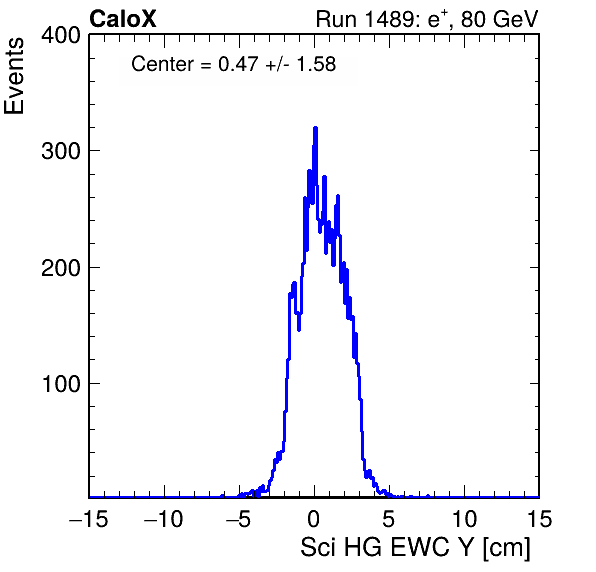 CaloX Run 1489: e⁺, 80 GeV
Center = 0.47 +/- 1.58
Events
400
300
200
100
−15 −10 −5 0 5 10 15
Sci HG EWC Y [cm]